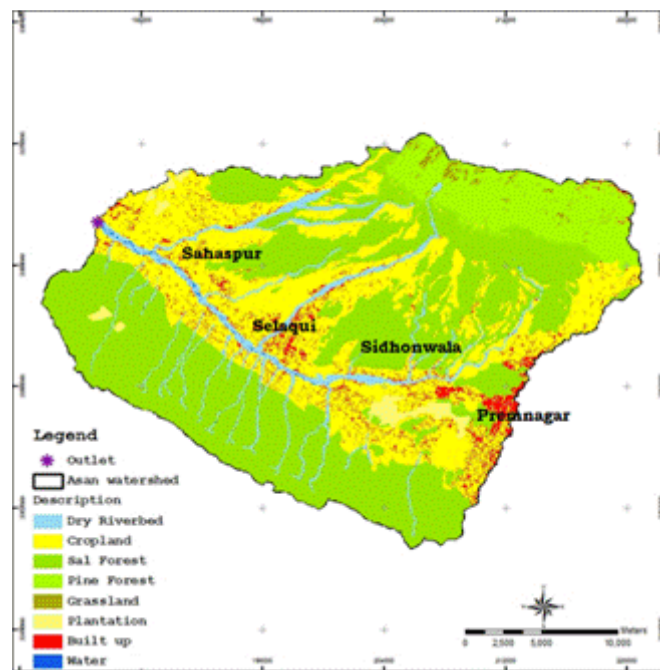 Sahaspur
Selaqui
Sidhonwala
Premnagar
Legend
Outlet
Asan watershed
Description
Dry Riverbed
Cropland
Sal Forest
Pine Forest
Grassland
Plantation
Built up
Water
Meters
0 2,500 5,000 10,000